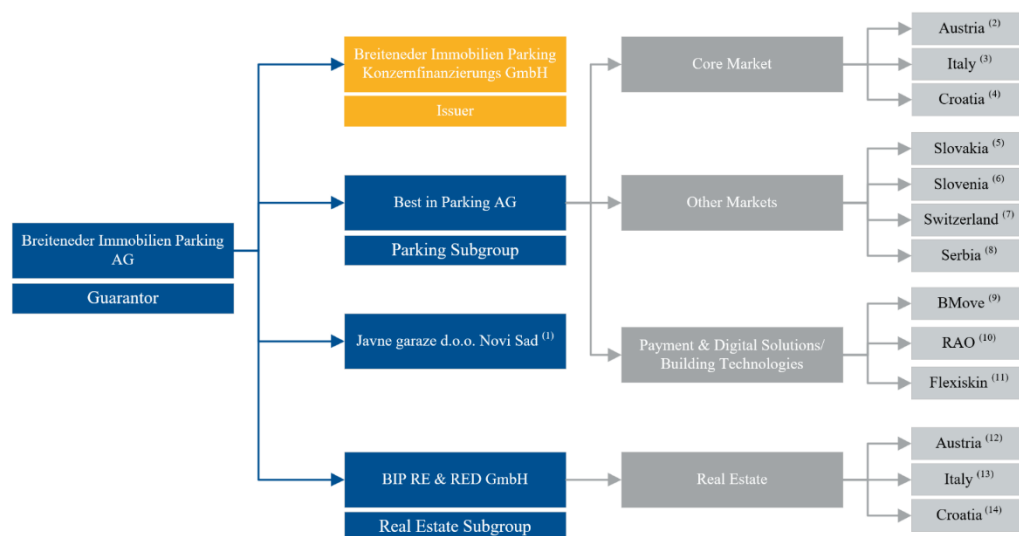 Breiteneder Immobilien Parking
AG
Guarantor
Breiteneder Immobilien Parking
Konzernfinanzierungs GmbH
Issuer
Best in Parking AG
Parking Subgroup
Javne garaze d.o.o. Novi Sad (1)
BIP RE & RED GmbH
Real Estate Subgroup
Core Market
Other Markets
Payment & Digital Solutions/
Building Technologies
Real Estate
Austria (2)
Italy (3)
Croatia (4)
Slovakia (5)
Slovenia (6)
Switzerland (7)
Serbia (8)
BMove (9)
RAO (10)
Flexiskin (11)
Austria (12)
Italy (13)
Croatia (14)